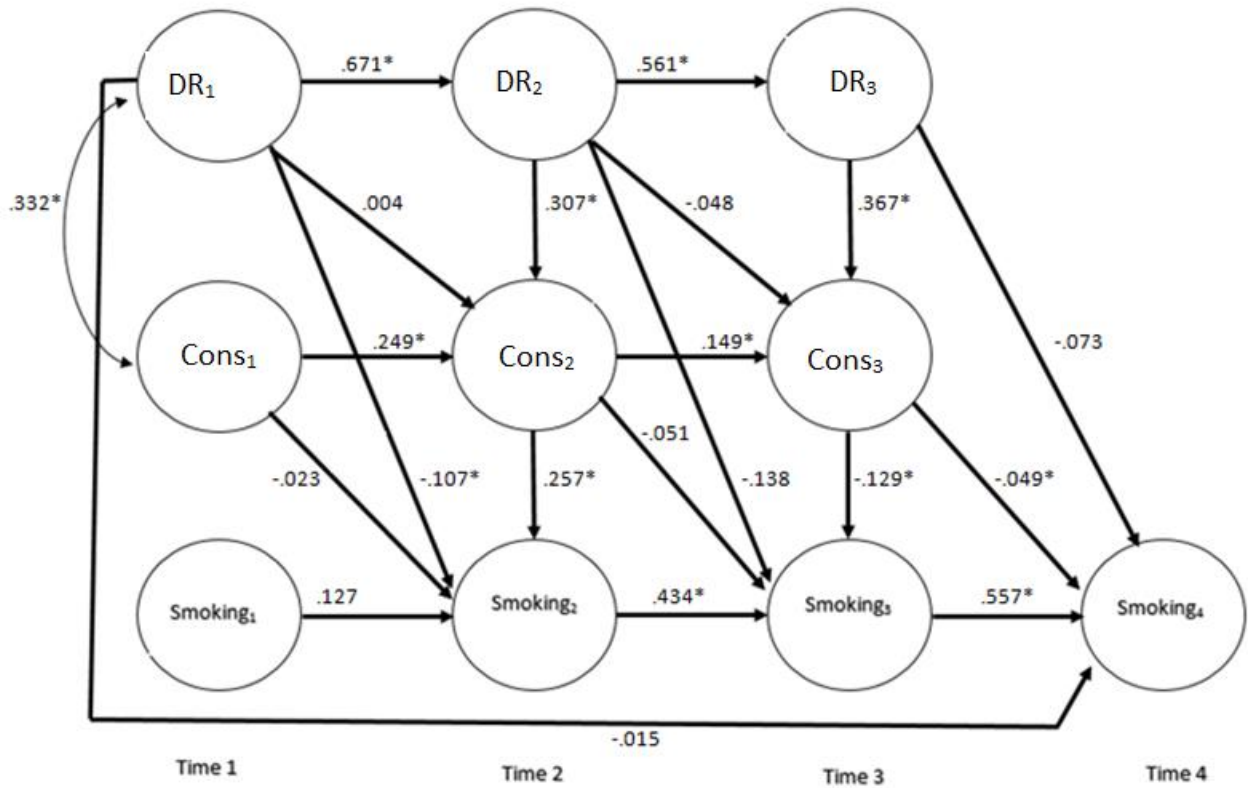 .671*
.561*
DR₁
DR₂
DR₃
.332*
.004
.307*
-.048
.367*
.249*
.149*
-.073
Cons₁
Cons₂
Cons₃
-.051
-.023
-.107*
.257*
-.138
-.129*
-.049*
.127
.434*
.557*
Smoking₁
Smoking₂
Smoking₃
Smoking₄
-.015
Time 1
Time 2
Time 3
Time 4